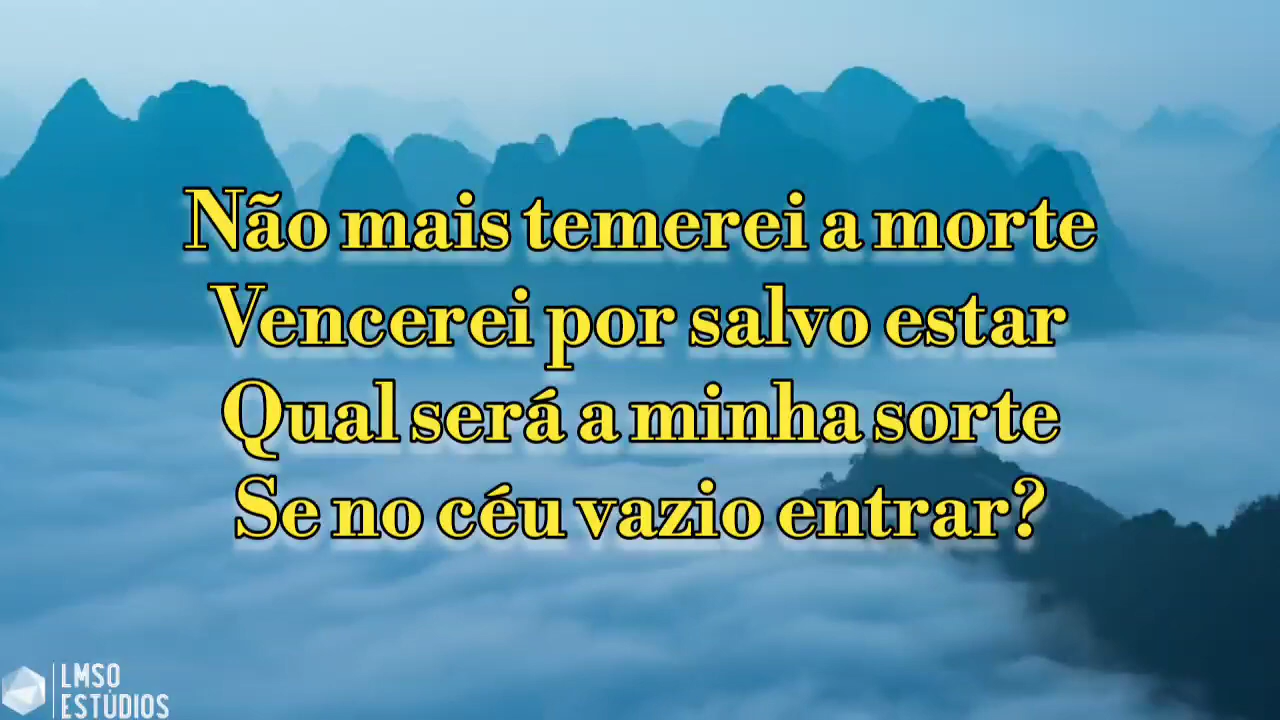 Não mais temerei a morte
Vencerei por salvo estar
Qual será a minha sorte
Se no céu vazio entrar?
LMSO
ESTÚDIOS